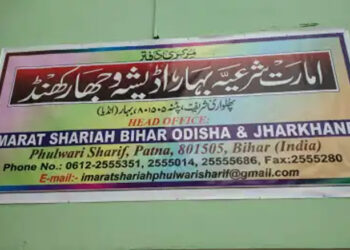 مرکزی دفتر
امارت شرعیہ بہار، اڈیشہ وجھارکھنڈ
پھلواری شریف، پٹنہ ۸۰۱۵۰۵، بہار (انڈیا)
HEAD OFFICE:
IMARAT SHARIAH BIHAR ODISHA & JHARKHAND
Phulwari Sharif, Patna, 801505, Bihar (India)
Phone No... 0612-2555351, 2555014, 25555686, Fax:2555280
E-mail:- imaratshariahphulwarisharif@gmail.com